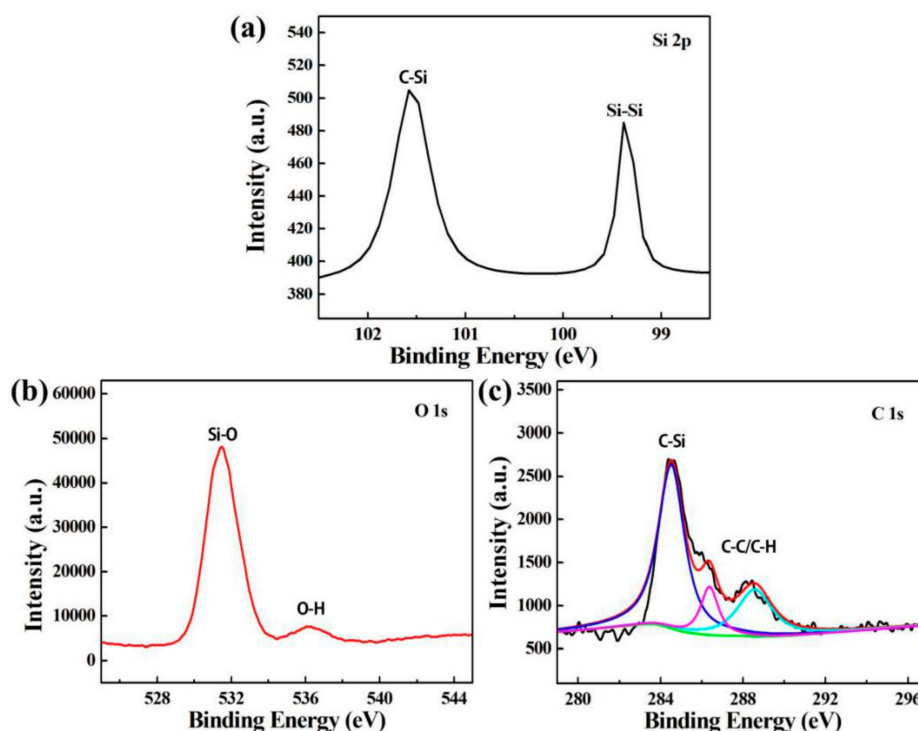 (a)
Si 2p
C-Si
Si-Si
Intensity (a.u.)
540
520
500
480
460
440
420
400
380
102
101
100
99
Binding Energy (eV)
(b)
O 1s
Si-O
O-H
Intensity (a.u.)
60000
50000
40000
30000
20000
10000
0
528
532
536
540
544
Binding Energy (eV)
(c)
C 1s
C-Si
C-C/C-H
Intensity (a.u.)
3500
3000
2500
2000
1500
1000
500
280
284
288
292
296
Binding Energy (eV)